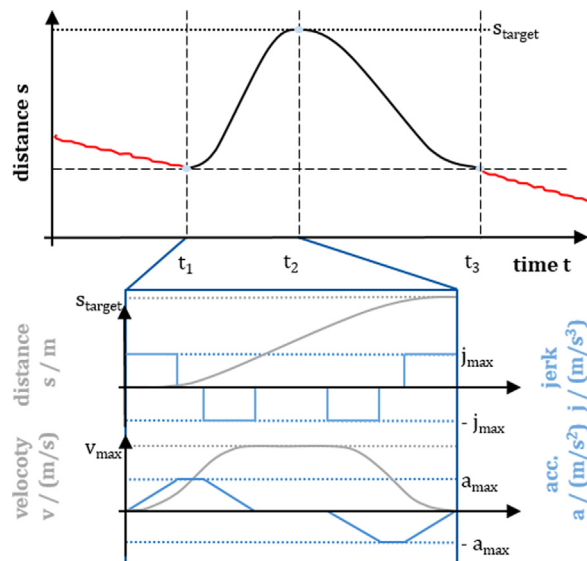 distance s
s_target
t₁
t₂
t₃
time t
s_target
distance
s / m
j_max
- j_max
jerk
j / (m/s³)
velocoty
v / (m/s)
v_max
a_max
- a_max
acc.
a / (m/s²)